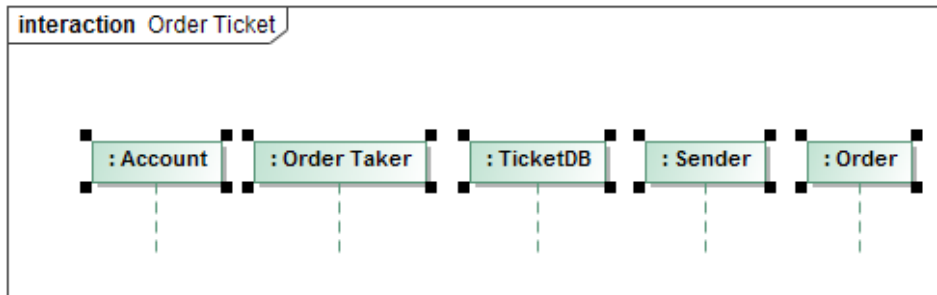 interaction Order Ticket
: Account
: Order Taker
: TicketDB
: Sender
: Order